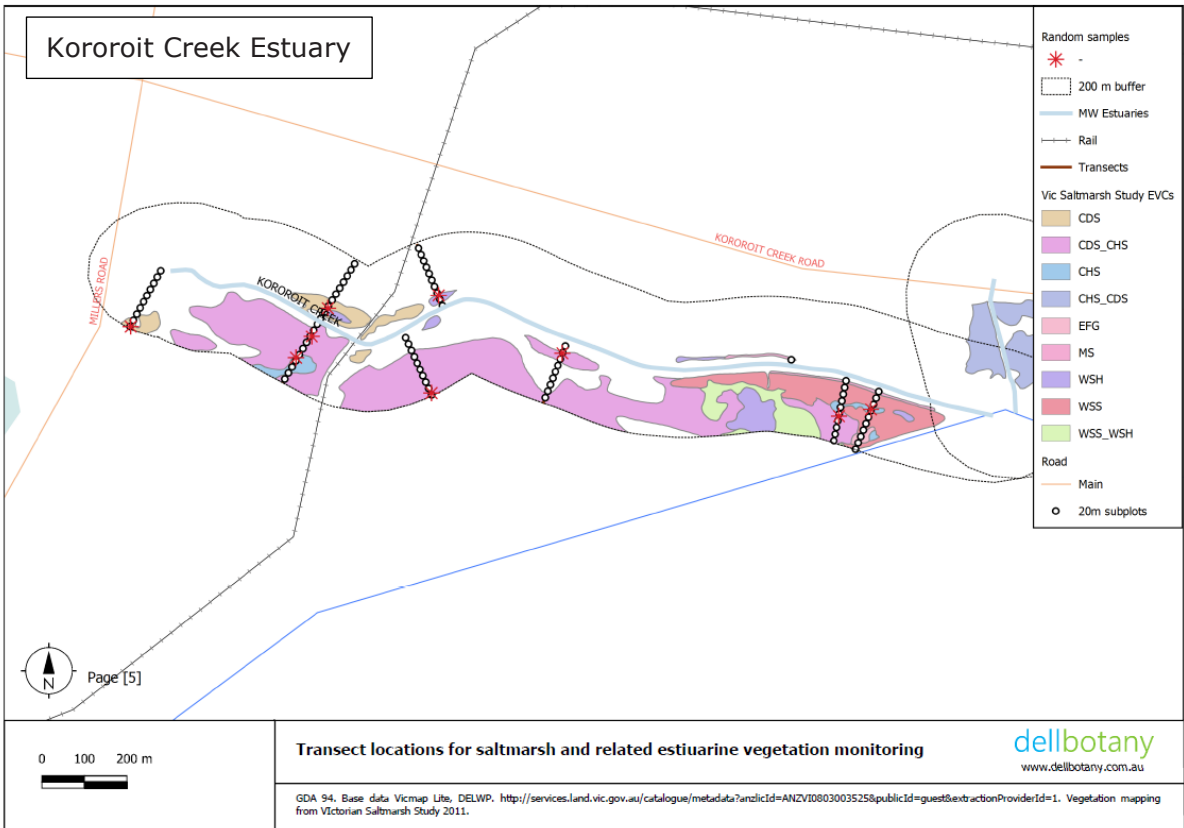 Kororoit Creek Estuary
MILLERS ROAD
KOROROIT CREEK
KOROROIT CREEK ROAD
Random samples
-
200 m buffer
MW Estuaries
Rail
Transects
Vic Saltmarsh Study EVCs
CDS
CDS_CHS
CHS
CHS_CDS
EFG
MS
WSH
WSS
WSS_WSH
Road
Main
20m subplots
N
Page [5]
0 100 200 m
Transect locations for saltmarsh and related estiuarine vegetation monitoring
dellbotany
www.dellbotany.com.au
GDA 94. Base data Vicmap Lite, DELWP. http://services.land.vic.gov.au/catalogue/metadata?anzlicId=ANZVI0803003525&publicId=guest&extractionProviderId=1. Vegetation mapping
from VIctorian Saltmarsh Study 2011.